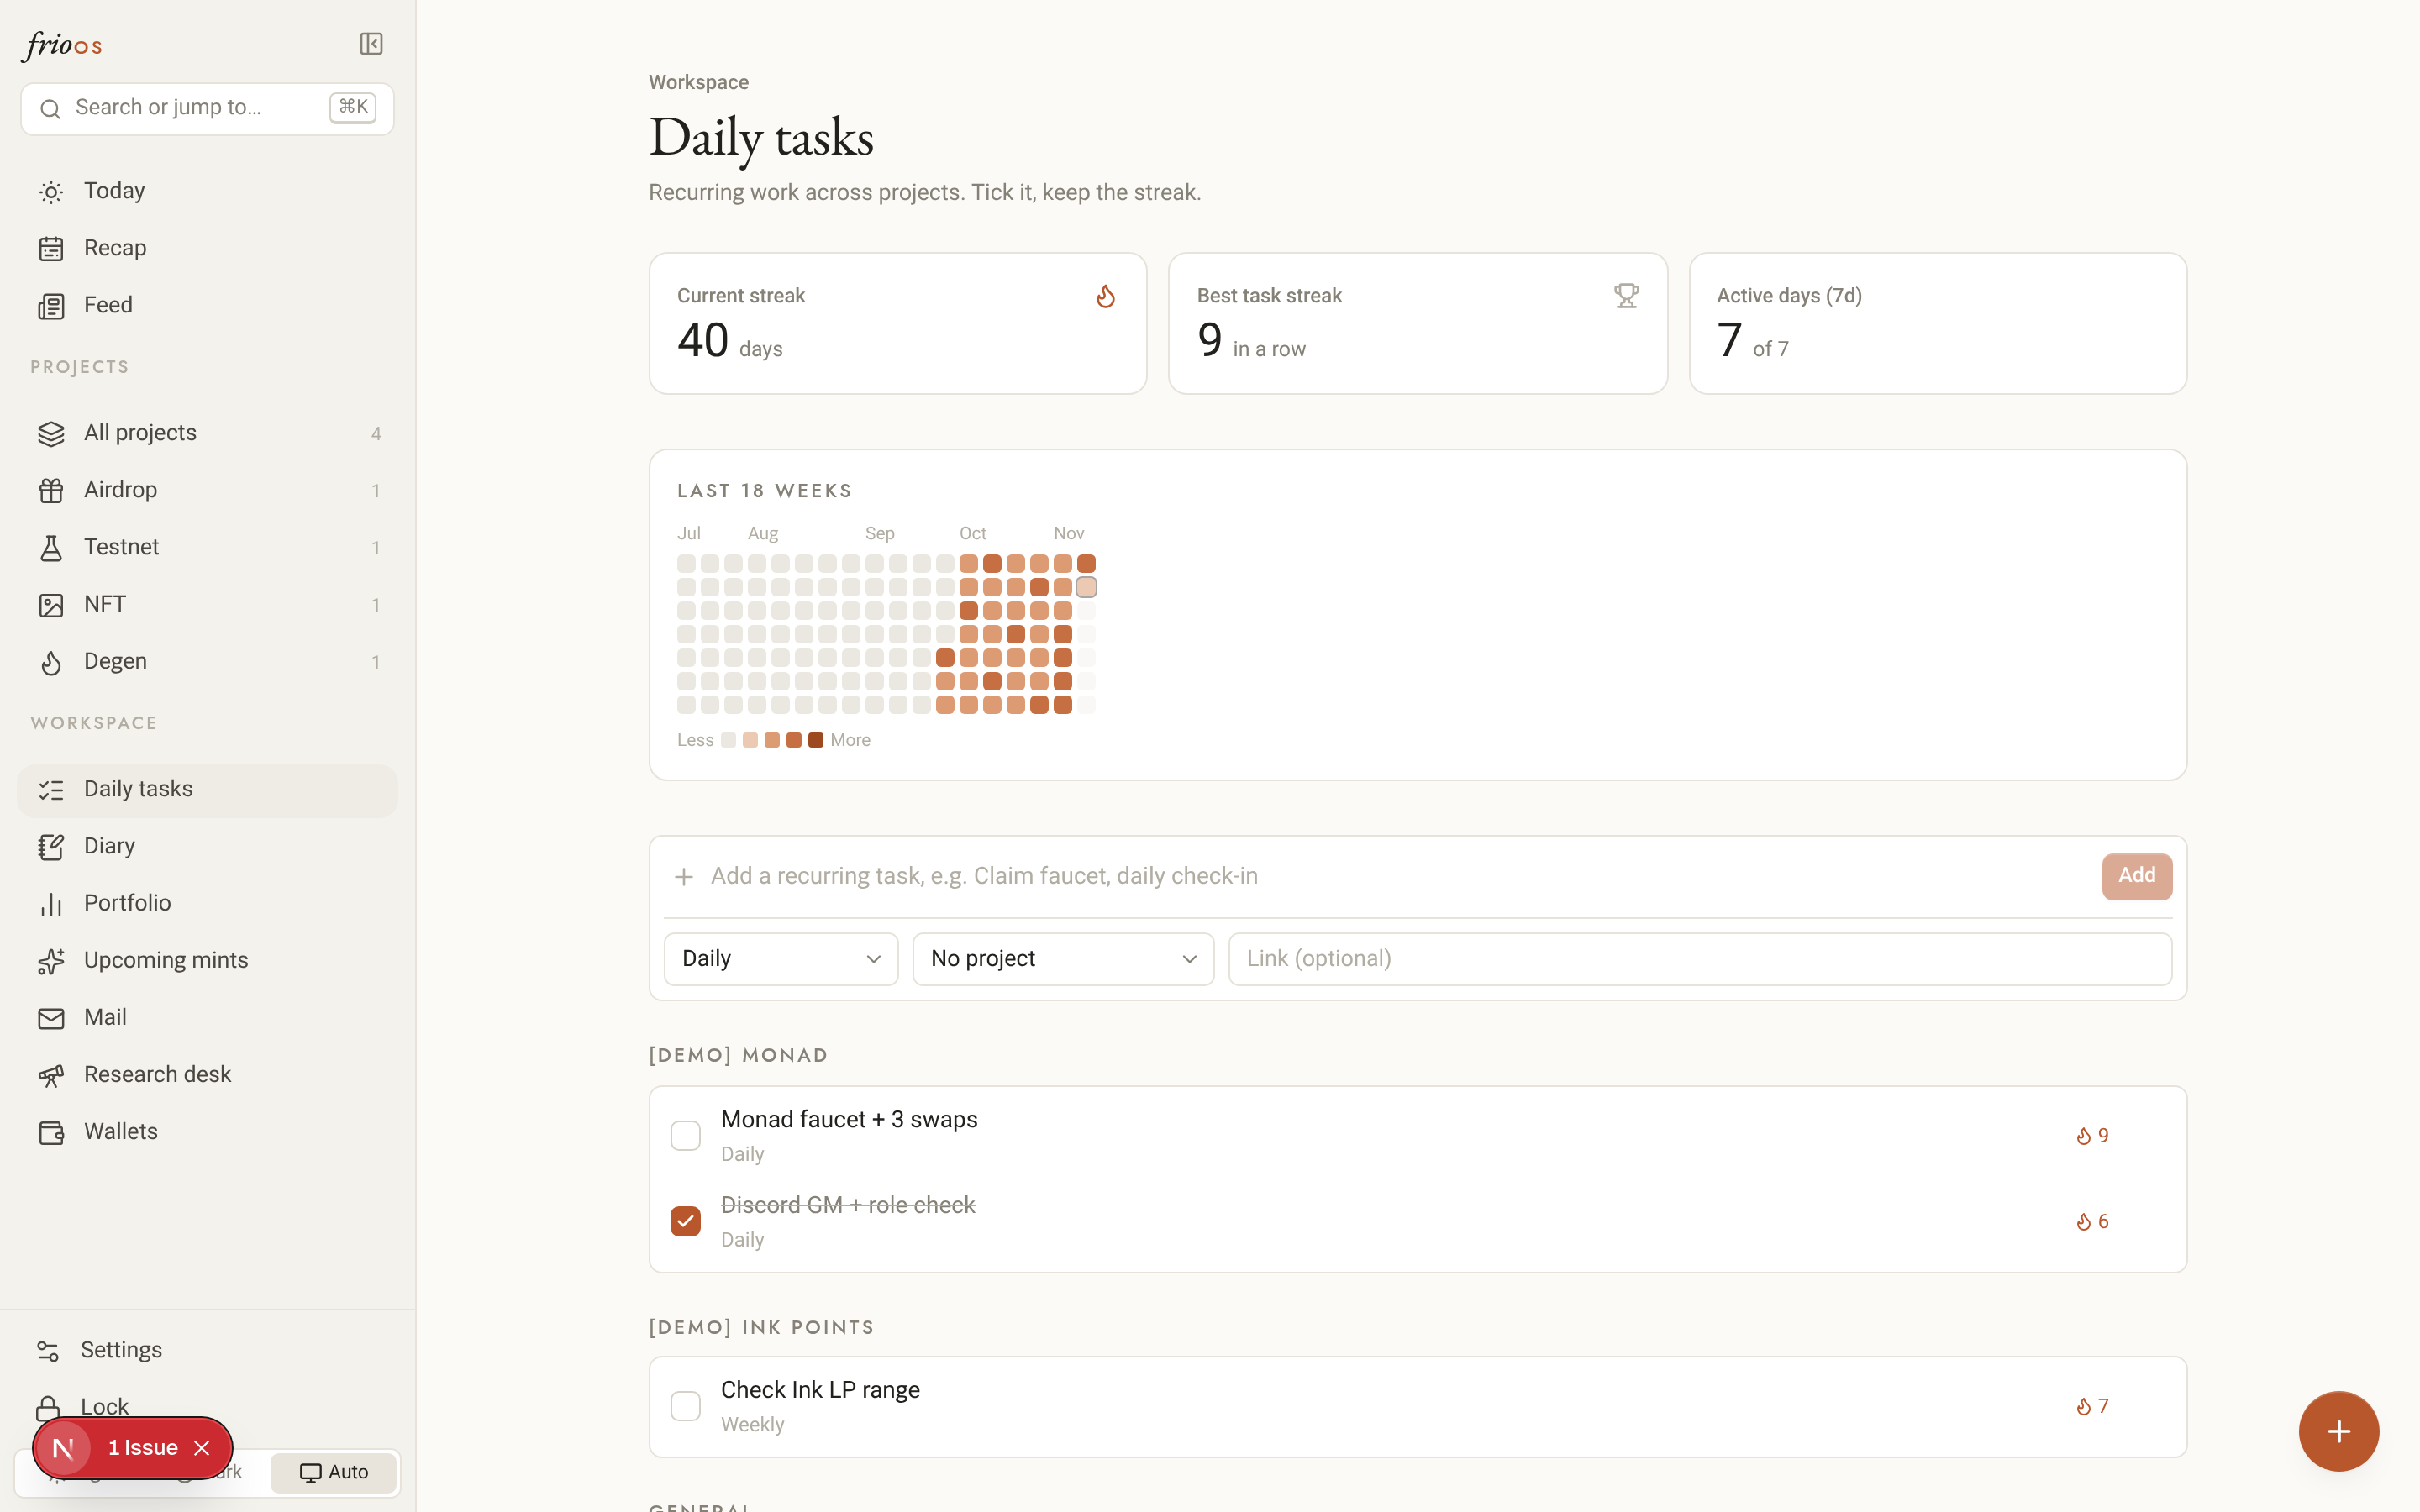 frioos
Search or jump to... ⌘K
Today
Recap
Feed
PROJECTS
All projects 4
Airdrop 1
Testnet 1
NFT 1
Degen 1
WORKSPACE
Daily tasks
Diary
Portfolio
Upcoming mints
Mail
Research desk
Wallets
Settings
Lock
N 1 Issue
Auto
Workspace
Daily tasks
Recurring work across projects. Tick it, keep the streak.
Current streak
40 days
Best task streak
9 in a row
Active days (7d)
7 of 7
LAST 18 WEEKS
Jul Aug Sep Oct Nov
Less More
Add a recurring task, e.g. Claim faucet, daily check-in Add
Daily No project Link (optional)
[DEMO] MONAD
Monad faucet + 3 swaps
Daily
9
Discord GM + role check
Daily
6
[DEMO] INK POINTS
Check Ink LP range
Weekly
7
GENERAL